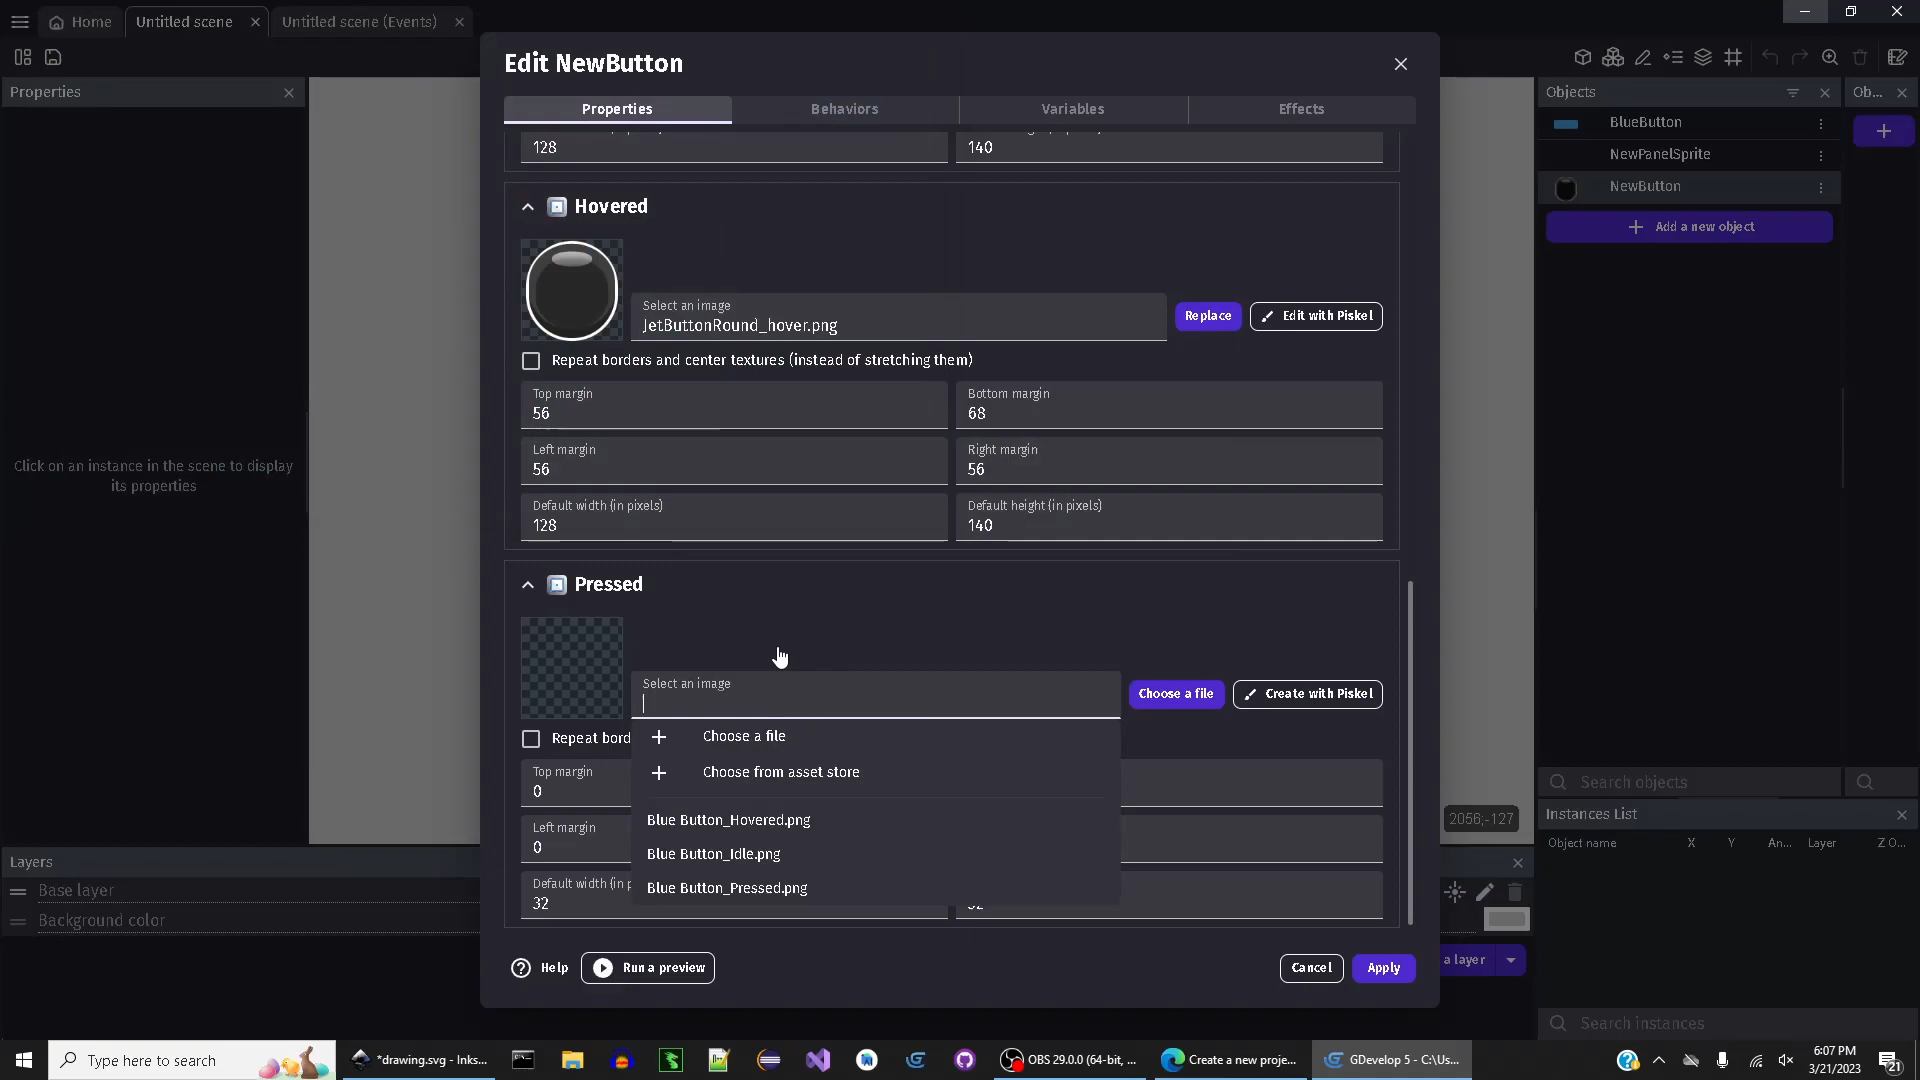 Home
Untitled scene
Untitled scene (Events)
Properties
Click on an instance in the scene to display
its properties
Layers
Base layer
Background color
Edit NewButton
Properties
Behaviors
Variables
Effects
128
140
Hovered
Select an image
JetButtonRound_hover.png
Replace
Edit with Piskel
Repeat borders and center textures (instead of stretching them)
Top margin
56
Bottom margin
68
Left margin
56
Right margin
56
Default width (in pixels)
128
Default height (in pixels)
140
Pressed
Select an image
Choose a file
Create with Piskel
Repeat bord
Choose a file
Choose from asset store
Blue Button_Hovered.png
Blue Button_Idle.png
Blue Button_Pressed.png
Top margin
0
Left margin
0
Default width (in p
32
Help
Run a preview
Cancel
Apply
a layer
2056;-127
Objects
Ob...
BlueButton
NewPanelSprite
NewButton
Add a new object
Search objects
Instances List
Object name
X
Y
An...
Layer
Z O...
Search instances
Type here to search
*drawing.svg - Inks...
OBS 29.0.0 (64-bit, ...
Create a new proje...
GDevelop 5 - C:\Us...
6:07 PM
3/21/2023
21